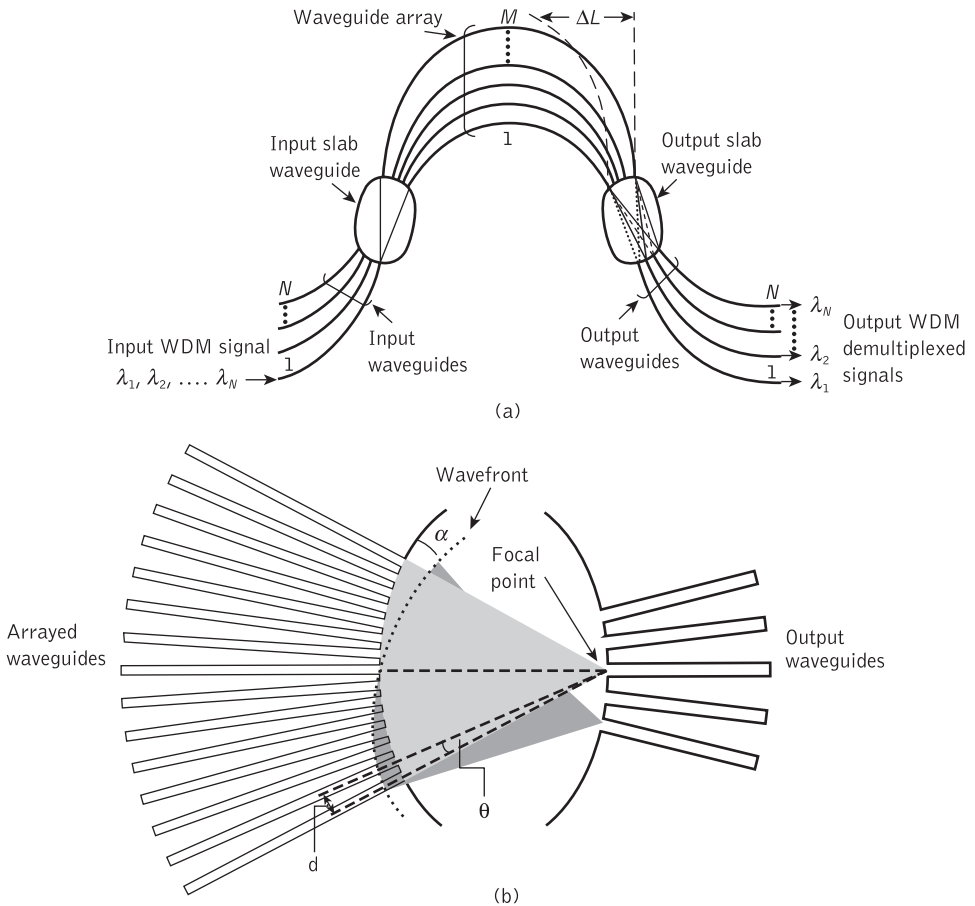 Waveguide array
M
ΔL
1
Input slab
waveguide
Output slab
waveguide
N
N
λN
Input WDM signal
λ1, λ2, .... λN
1
Input
waveguides
Output
waveguides
1
λ2
λ1
Output WDM
demultiplexed
signals
(a)
Wavefront
α
Focal
point
Arrayed
waveguides
Output
waveguides
θ
d
(b)